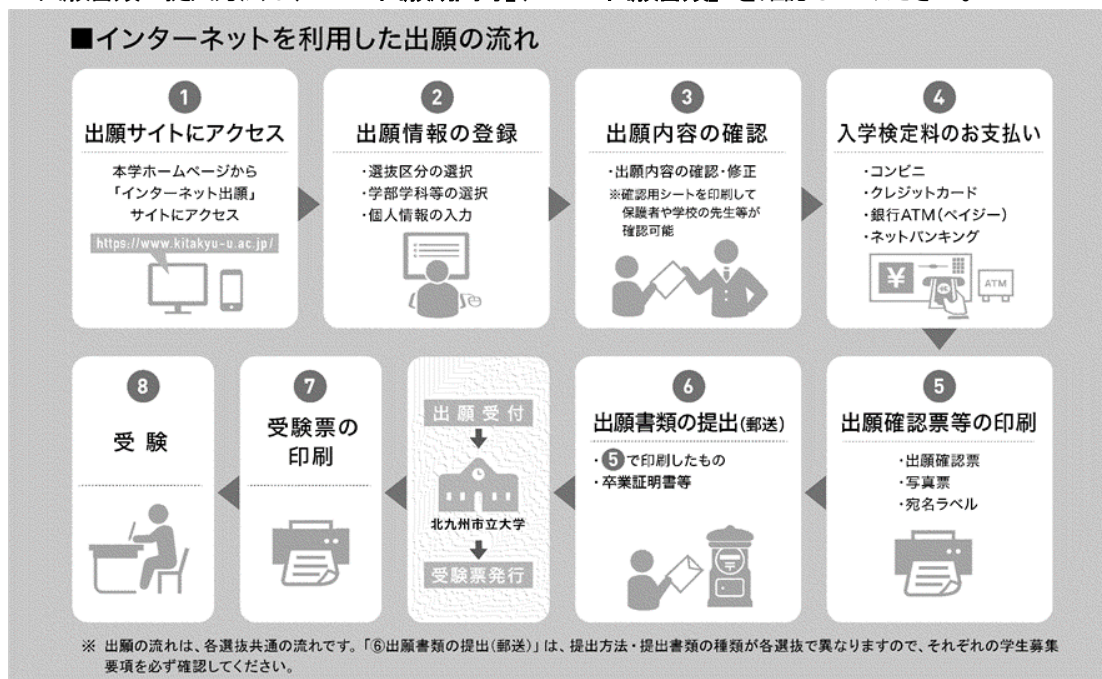 ■インターネットを利用した出願の流れ
1
出願サイトにアクセス
本学ホームページから
「インターネット出願」
サイトにアクセス
https://www.kitakyu-u.ac.jp/
2
出願情報の登録
・選抜区分の選択
・学部学科等の選択
・個人情報の入力
3
出願内容の確認
・出願内容の確認・修正
※確認用シートを印刷して
保護者や学校の先生等が
確認可能
4
入学検定料のお支払い
・コンビニ
・クレジットカード
・銀行ATM(ペイジー)
・ネットバンキング
¥
ATM
5
出願確認票等の印刷
・出願確認票
・写真票
・宛名ラベル
6
出願書類の提出(郵送)
・5で印刷したもの
・卒業証明書等
〒
出願受付
北九州市立大学
受験票発行
7
受験票の
印刷
8
受験
※ 出願の流れは、各選抜共通の流れです。「⑥出願書類の提出(郵送)」は、提出方法・提出書類の種類が各選抜で異なりますので、それぞれの学生募集
要項を必ず確認してください。